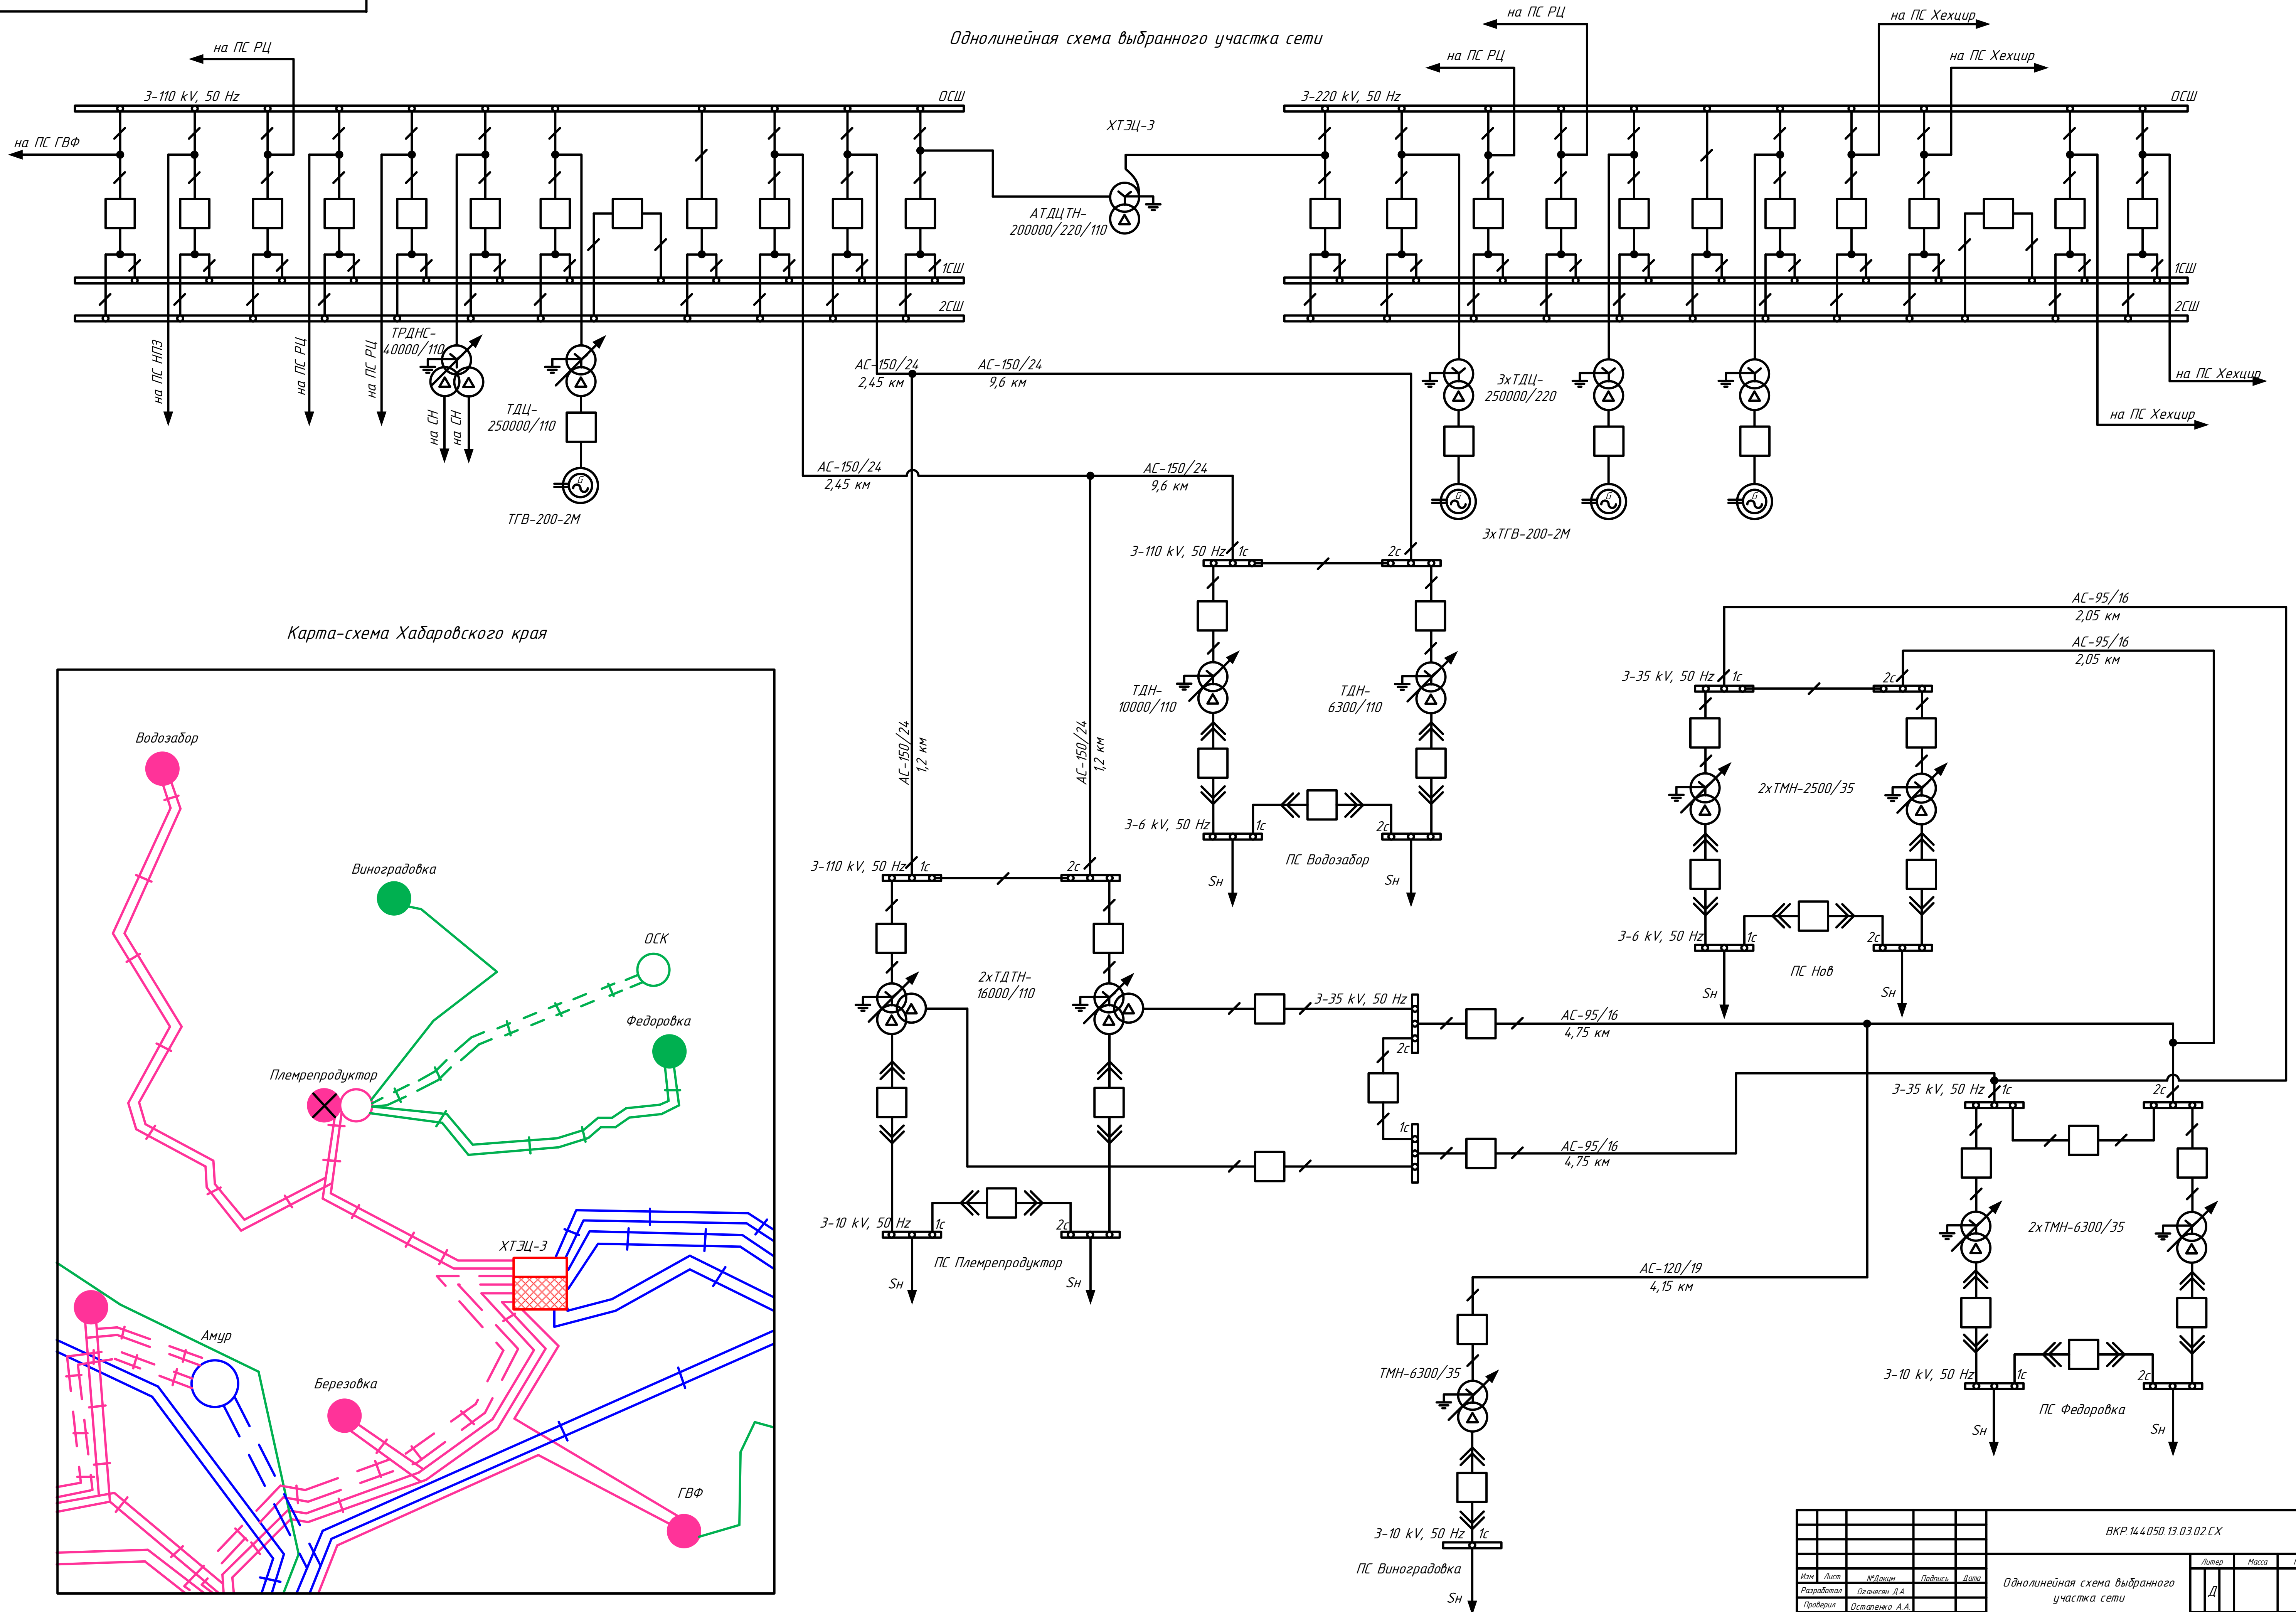 Однолинейная схема выбранного участка сети
на ПС РЦ
3-110 kV, 50 Hz
ОСШ
на ПС ГВФ
1СШ
2СШ
на ПС НПЗ
на ПС РЦ
на ПС РЦ
ТРДНС-
40000/110
на СН
на СН
ТДЦ-
250000/110
G
ТГВ-200-2М
ХТЭЦ-3
АТДЦТН-
200000/220/110
на ПС РЦ
на ПС РЦ
на ПС Хехцир
на ПС Хехцир
3-220 kV, 50 Hz
ОСШ
1СШ
2СШ
3хТДЦ-
250000/220
G
G
G
3хТГВ-200-2М
на ПС Хехцир
на ПС Хехцир
АС-150/24
2,45 км
АС-150/24
9,6 км
АС-150/24
2,45 км
АС-150/24
9,6 км
АС-150/24
1,2 км
АС-150/24
1,2 км
3-110 kV, 50 Hz
1с
2с
ТДН-
10000/110
ТДН-
6300/110
3-6 kV, 50 Hz
1с
2с
ПС Водозабор
Sн
Sн
АС-95/16
2,05 км
АС-95/16
2,05 км
3-35 kV, 50 Hz
1с
2с
2хТМН-2500/35
3-6 kV, 50 Hz
1с
2с
ПС Нов
Sн
Sн
3-110 kV, 50 Hz
1с
2с
2хТДТН-
16000/110
3-35 kV, 50 Hz
2с
1с
АС-95/16
4,75 км
АС-95/16
4,75 км
3-10 kV, 50 Hz
1с
2с
ПС Племрепродуктор
Sн
Sн
3-35 kV, 50 Hz
1с
2с
2хТМН-6300/35
3-10 kV, 50 Hz
1с
2с
ПС Федоровка
Sн
Sн
АС-120/19
4,15 км
ТМН-6300/35
3-10 kV, 50 Hz
1с
ПС Виноградовка
Sн
Карта-схема Хабаровского края
Водозабор
Виноградовка
ОСК
Федоровка
Племрепродуктор
ХТЭЦ-3
Амур
Березовка
ГВФ
ВКР.144050.13.03.02.СХ
Изм Лист №Докум Подпись Дата
Разработал Оганесян Д.А.
Проверил Остапенко А.А.
Однолинейная схема выбранного
участка сети
Литер Масса
Д